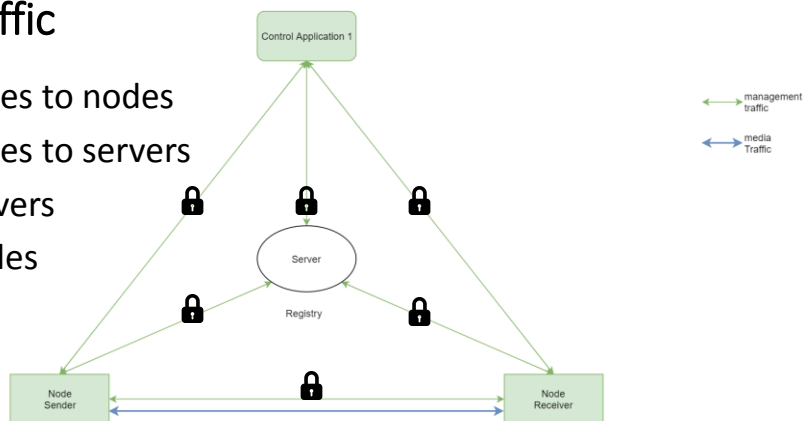 ffic
es to nodes
es to servers
vers
les
Control Application 1
management
traffic
media
Traffic
Server
Registry
Node
Sender
Node
Receiver